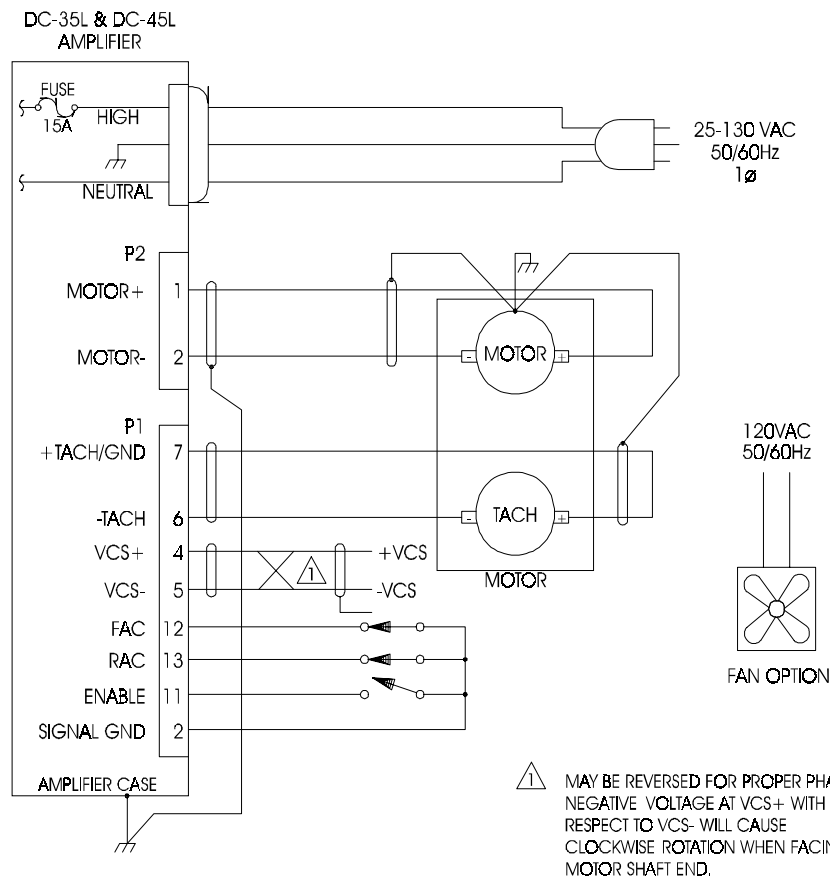 DC-35L & DC-45L
AMPLIFIER
FUSE
15A
HIGH
NEUTRAL
25-130 VAC
50/60Hz
1ø
P2
MOTOR+ 1
MOTOR- 2
MOTOR
- +
P1
+TACH/GND 7
-TACH 6
TACH
- +
MOTOR
VCS+ 4
+VCS
1
VCS- 5
-VCS
FAC 12
RAC 13
ENABLE 11
SIGNAL GND 2
AMPLIFIER CASE
120VAC
50/60Hz
FAN OPTION
1 MAY BE REVERSED FOR PROPER
NEGATIVE VOLTAGE AT VCS+ WITH
RESPECT TO VCS- WILL CAUSE
CLOCKWISE ROTATION WHEN
MOTOR SHAFT END.